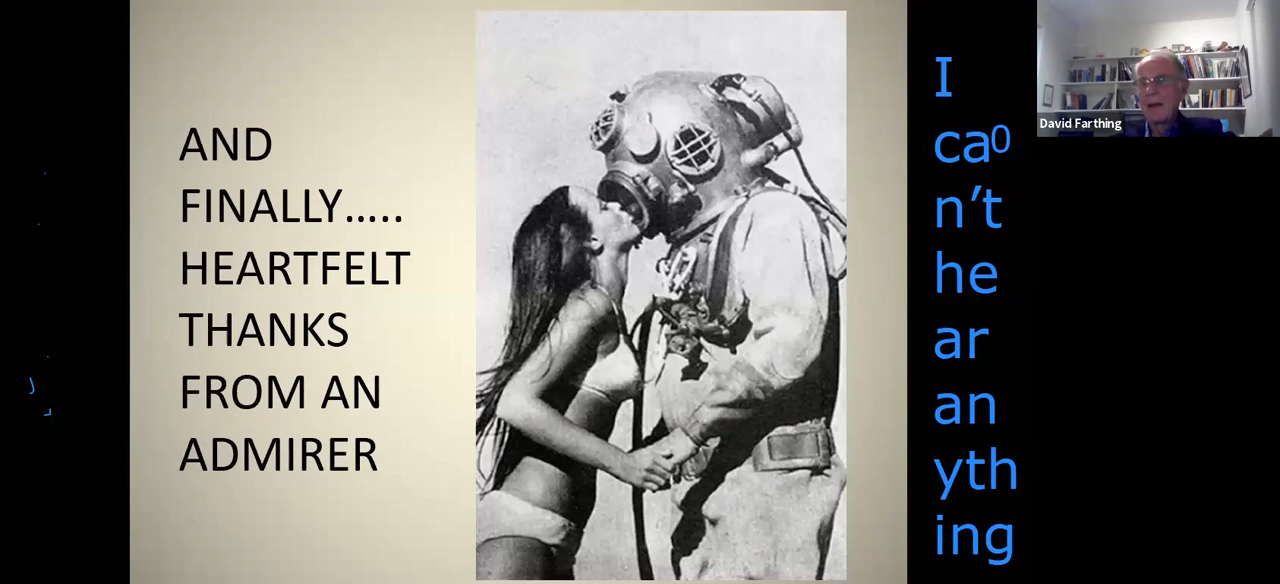 AND
FINALLY.....
HEARTFELT
THANKS
FROM AN
ADMIRER
I
ca0
n’t
he
ar
an
yth
ing
David Farthing